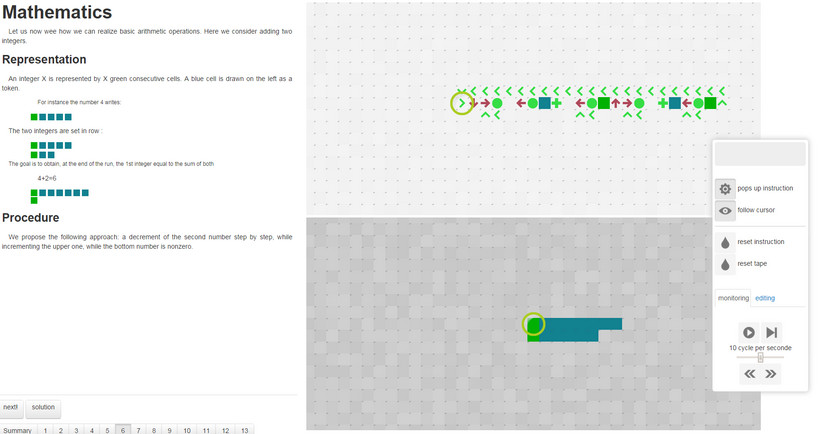 Mathematics
Let us now wee how we can realize basic arithmetic operations. Here we consider adding two
integers.
Representation
An integer X is represented by X green consecutive cells. A blue cell is drawn on the left as a
token.
For instance the number 4 writes:
The two integers are set in row :
The goal is to obtain, at the end of the run, the 1st integer equal to the sum of both
4+2=6
Procedure
We propose the following approach: a decrement of the second number step by step, while
incrementing the upper one, while the bottom number is nonzero.
next!
solution
Summary 1 2 3 4 5 6 7 8 9 10 11 12 13
pops up instruction
follow cursor
reset instruction
reset tape
monitoring editing
10 cycle per seconde